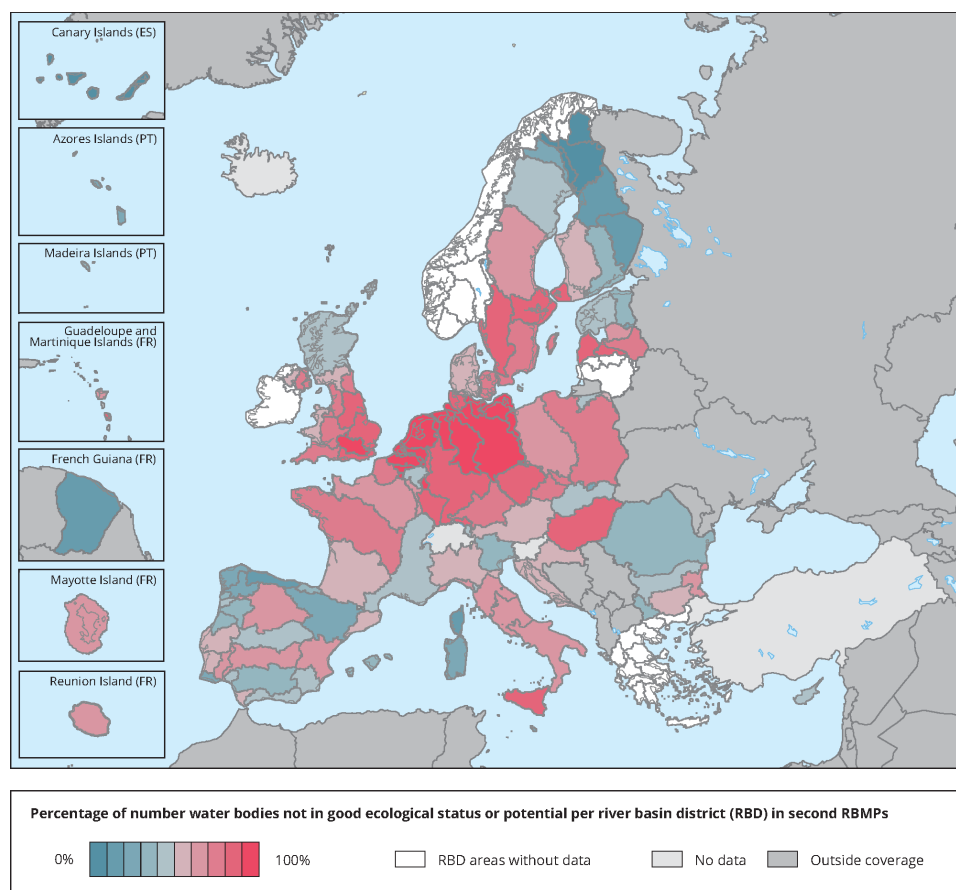 Canary Islands (ES)
Azores Islands (PT)
Madeira Islands (PT)
Guadeloupe and
Martinique Islands (FR)
French Guiana (FR)
Mayotte Island (FR)
Reunion Island (FR)
Percentage of number water bodies not in good ecological status or potential per river basin district (RBD) in second RBMPs
0% 100% RBD areas without data No data Outside coverage